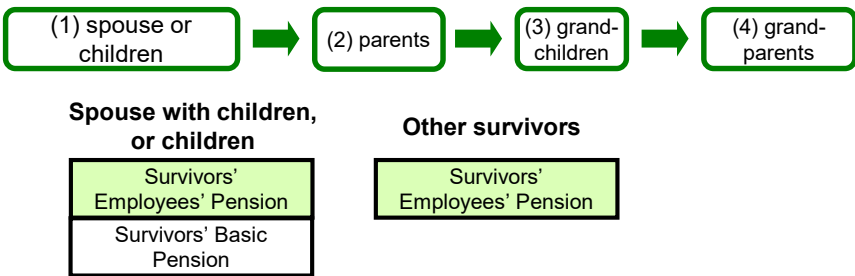 (1) spouse or
children
(2) parents
(3) grand-
children
(4) grand-
parents
Spouse with children,
or children
Survivors’
Employees’ Pension
Survivors’ Basic
Pension
Other survivors
Survivors’
Employees’ Pension